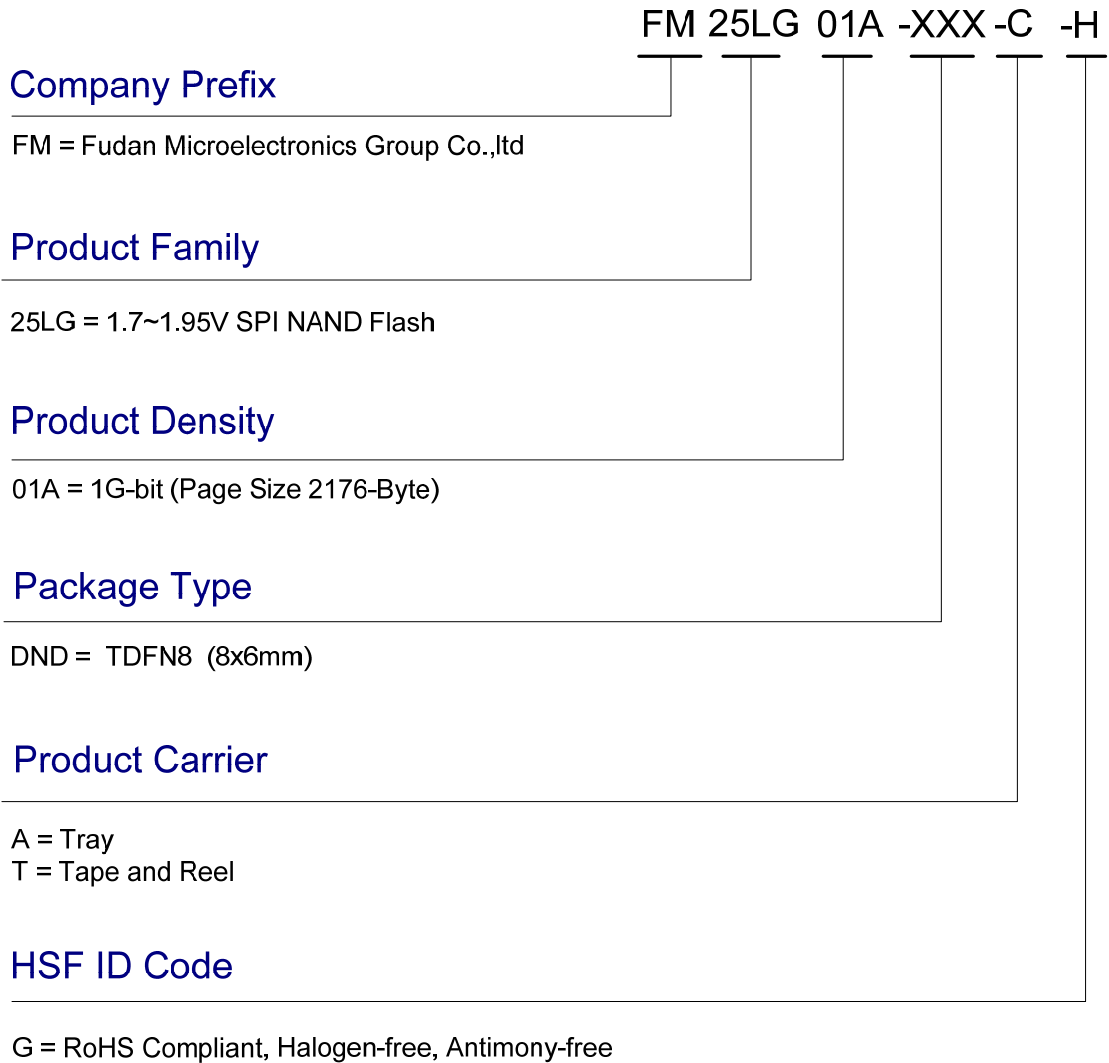 FM 25LG 01A -XXX -C -H
Company Prefix
FM = Fudan Microelectronics Group Co.,ltd
Product Family
25LG = 1.7~1.95V SPI NAND Flash
Product Density
01A = 1G-bit (Page Size 2176-Byte)
Package Type
DND = TDFN8 (8x6mm)
Product Carrier
A = Tray
T = Tape and Reel
HSF ID Code
G = RoHS Compliant, Halogen-free, Antimony-free